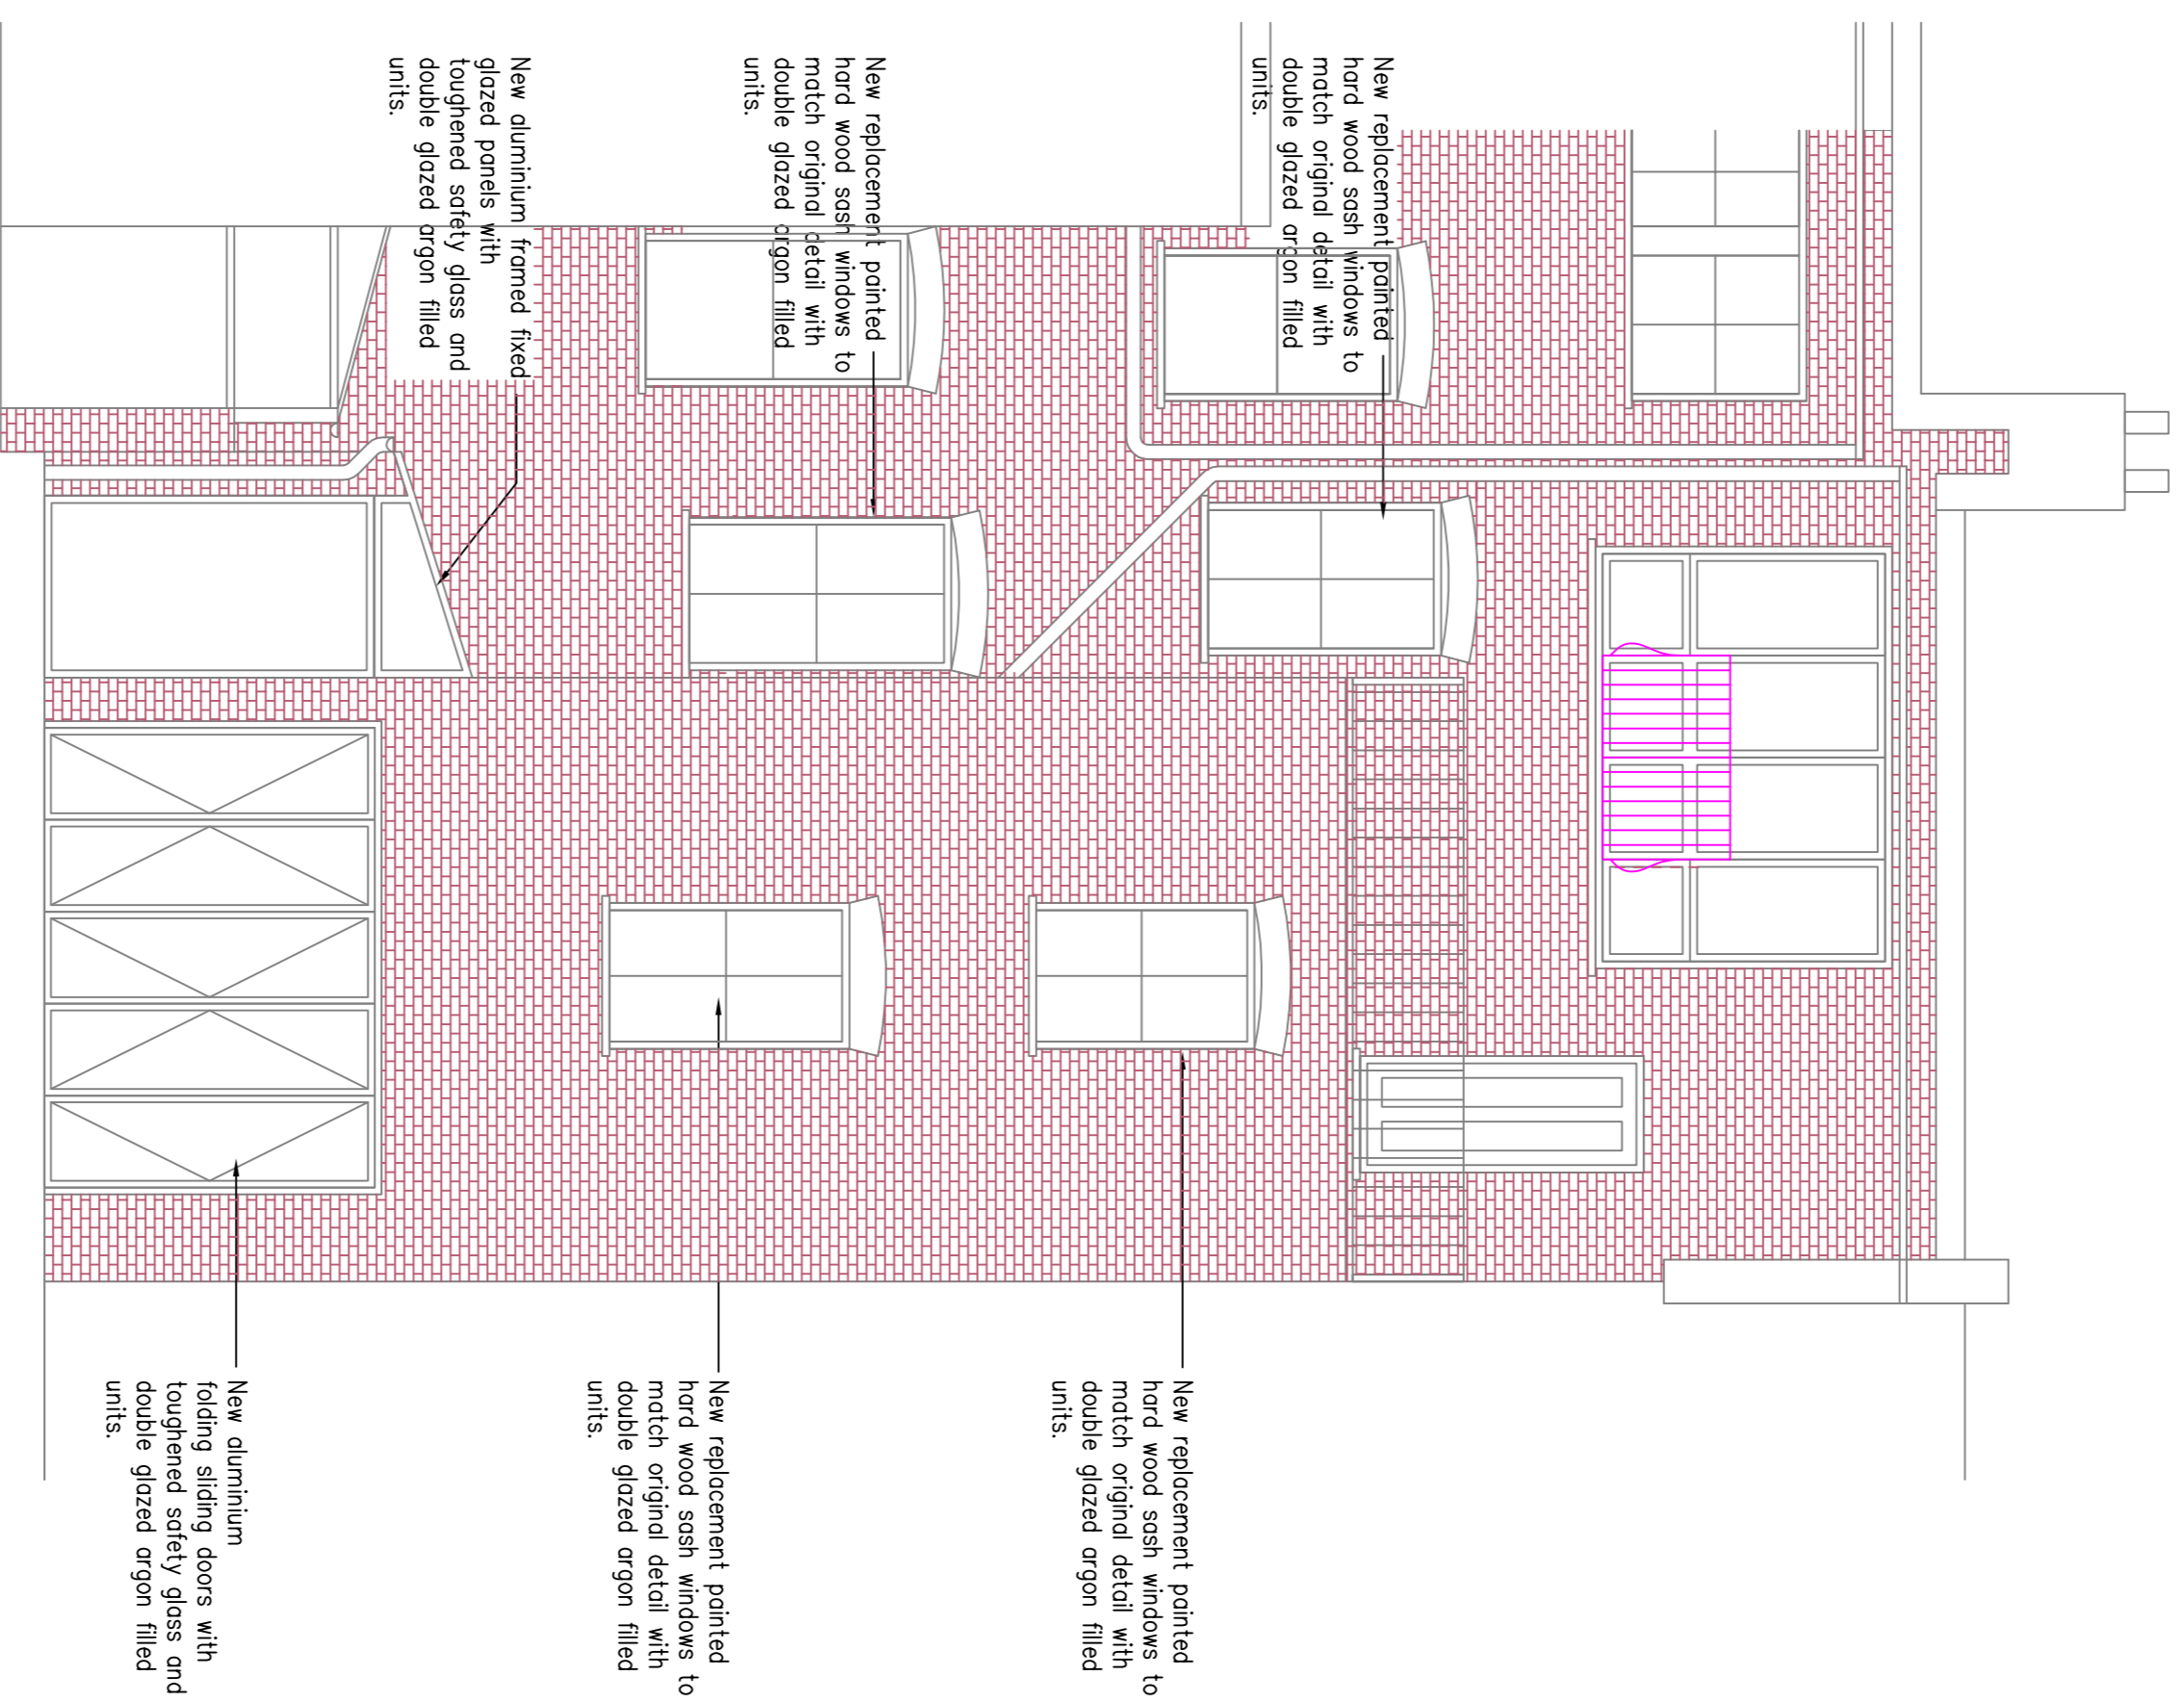 New replacement painted
hard wood sash windows to
match original detail with
double glazed argon filled
units.
New replacement painted
hard wood sash windows to
match original detail with
double glazed argon filled
units.
New aluminium framed fixed
glazed panels with
toughened safety glass and
double glazed argon filled
units.
New replacement painted
hard wood sash windows to
match original detail with
double glazed argon filled
units.
New replacement painted
hard wood sash windows to
match original detail with
double glazed argon filled
units.
New aluminium
folding sliding doors with
toughened safety glass and
double glazed argon filled
units.